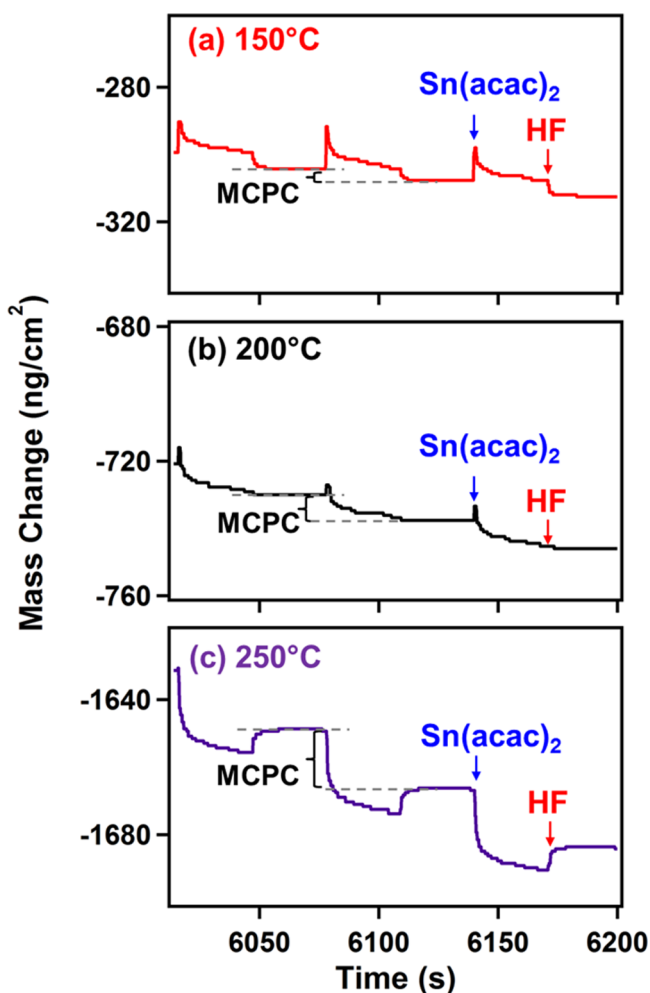 (a) 150°C
-280
Sn(acac)₂
HF
MCPC
-320
Mass Change (ng/cm²)
-680
(b) 200°C
-720
Sn(acac)₂
HF
MCPC
-760
(c) 250°C
-1640
Sn(acac)₂
MCPC
HF
-1680
6050 6100 6150 6200
Time (s)